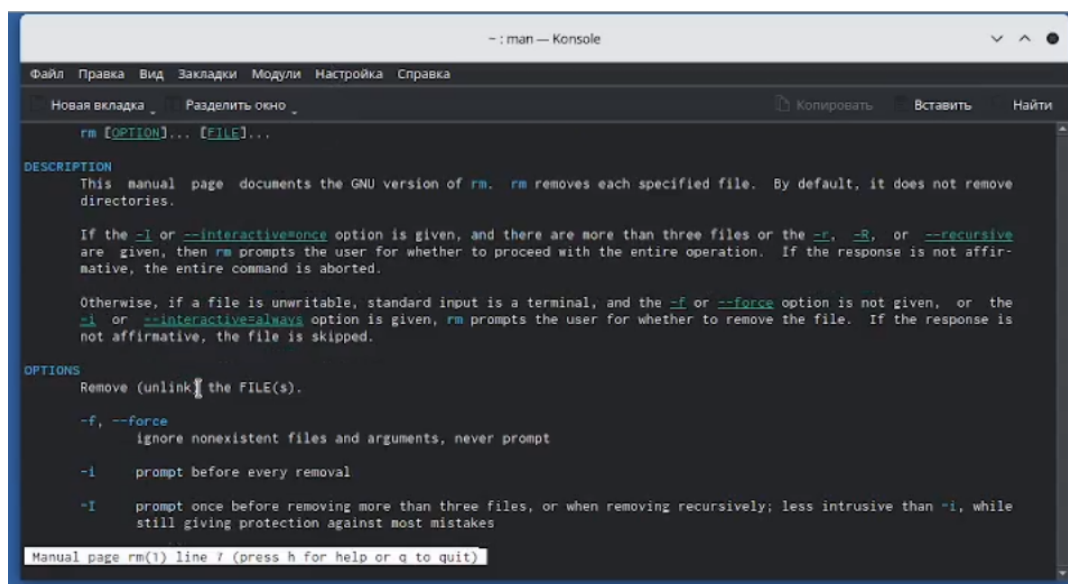 ~ : man — Konsole
Файл Правка Вид Закладки Модули Настройка Справка
Новая вкладка Разделить окно Копировать Вставить Найти
rm [OPTION]... [FILE]...
DESCRIPTION
This manual page documents the GNU version of rm. rm removes each specified file. By default, it does not remove
directories.
If the -I or --interactive=once option is given, and there are more than three files or the -r, -R, or --recursive
are given, then rm prompts the user for whether to proceed with the entire operation. If the response is not affir-
mative, the entire command is aborted.
Otherwise, if a file is unwritable, standard input is a terminal, and the -f or --force option is not given, or the
-i or --interactive=always option is given, rm prompts the user for whether to remove the file. If the response is
not affirmative, the file is skipped.
OPTIONS
Remove (unlink) the FILE(s).
-f, --force
ignore nonexistent files and arguments, never prompt
-i prompt before every removal
-I prompt once before removing more than three files, or when removing recursively; less intrusive than -i, while
still giving protection against most mistakes
Manual page rm(1) line 7 (press h for help or q to quit)